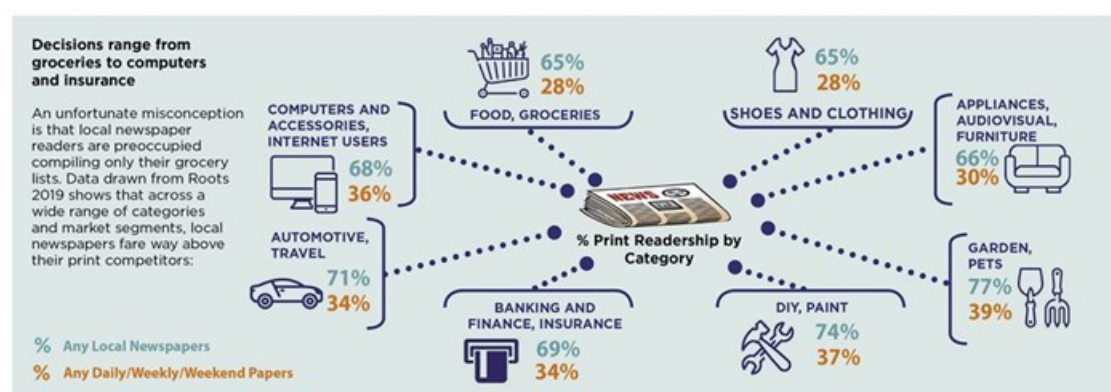 Decisions range from
groceries to computers
and insurance
An unfortunate misconception
is that local newspaper
readers are preoccupied
compiling only their grocery
lists. Data drawn from Roots
2019 shows that across a
wide range of categories
and market segments, local
newspapers fare way above
their print competitors:
% Any Local Newspapers
% Any Daily/Weekly/Weekend Papers
COMPUTERS AND
ACCESSORIES,
INTERNET USERS
68%
36%
AUTOMOTIVE,
TRAVEL
71%
34%
65%
28%
FOOD, GROCERIES
NEWS
% Print Readership by
Category
BANKING AND
FINANCE, INSURANCE
69%
34%
65%
28%
SHOES AND CLOTHING
DIY, PAINT
74%
37%
APPLIANCES,
AUDIOVISUAL,
FURNITURE
66%
30%
GARDEN,
PETS
77%
39%